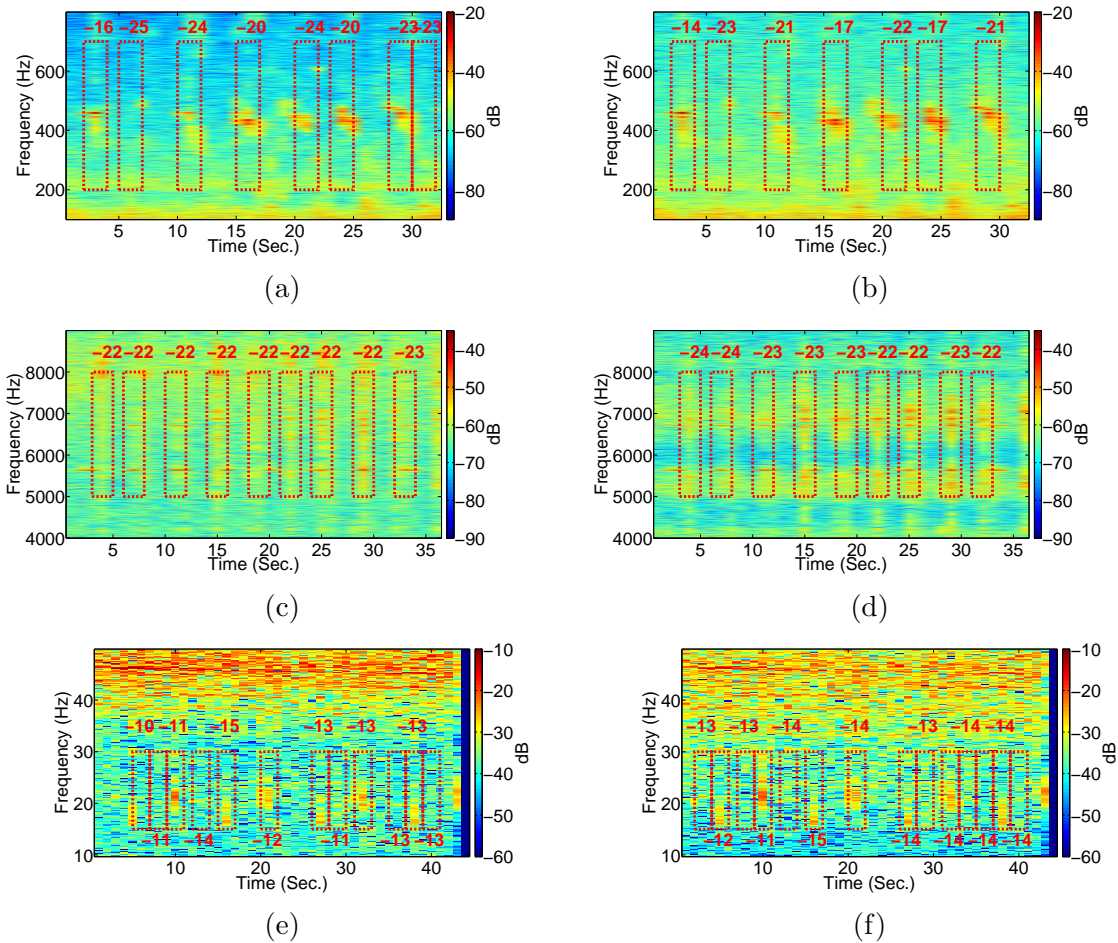 −16 −25 −24 −20 −24 −20 −23 −23
Frequency (Hz)
600
400
200
5 10 15 20 25 30
Time (Sec.)
−20
−40
−60
−80
dB
(a)
−14 −23 −21 −17 −22 −17 −21
Frequency (Hz)
600
400
200
5 10 15 20 25 30
Time (Sec.)
−20
−40
−60
−80
dB
(b)
−22 −22 −22 −22 −22 −22 −22 −22 −23
Frequency (Hz)
8000
7000
6000
5000
4000
5 10 15 20 25 30 35
Time (Sec.)
−40
−50
−60
−70
−80
−90
dB
(c)
−24 −24 −23 −23 −23 −22 −22 −23 −22
Frequency (Hz)
8000
7000
6000
5000
4000
5 10 15 20 25 30 35
Time (Sec.)
−40
−50
−60
−70
−80
−90
dB
(d)
−10 −11 −15 −13 −13 −13
−11 −14 −12 −11 −13 −13
Frequency (Hz)
40
30
20
10
10 20 30 40
Time (Sec.)
−10
−20
−30
−40
−50
−60
dB
(e)
−13 −13 −14 −14 −13 −14 −14
−12 −11 −15 −14 −14 −14 −14
Frequency (Hz)
40
30
20
10
10 20 30 40
Time (Sec.)
−10
−20
−30
−40
−50
−60
dB
(f)